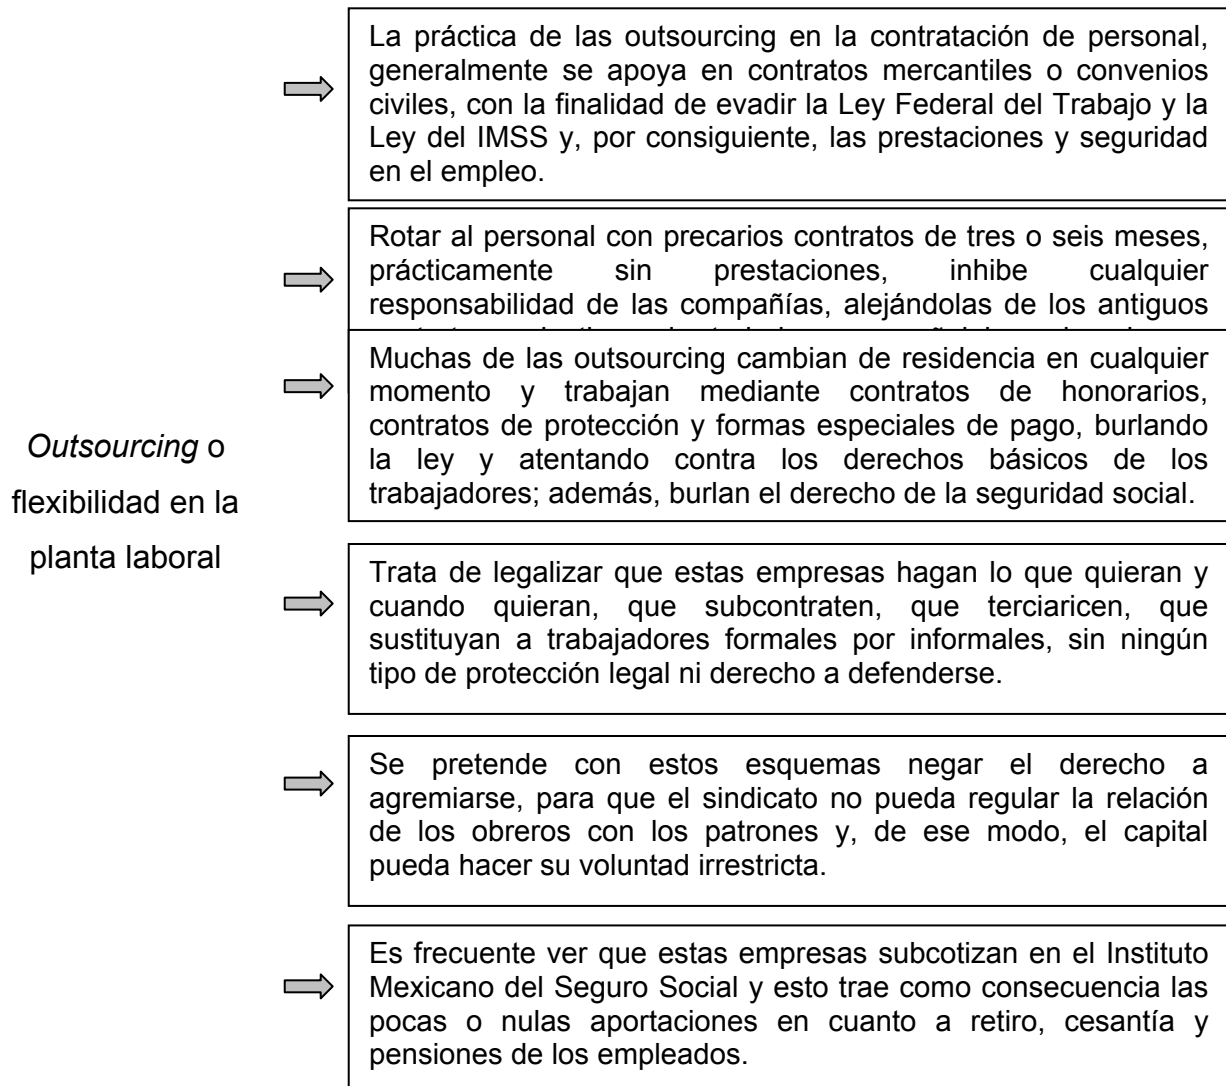 La práctica de las outsourcing en la contratación de personal,
generalmente se apoya en contratos mercantiles o convenios
civiles, con la finalidad de evadir la Ley Federal del Trabajo y la
Ley del IMSS y, por consiguiente, las prestaciones y seguridad
en el empleo.
Rotar al personal con precarios contratos de tres o seis meses,
prácticamente sin prestaciones, inhibe cualquier
responsabilidad de las compañías, alejándolas de los antiguos
Muchas de las outsourcing cambian de residencia en cualquier
momento y trabajan mediante contratos de honorarios,
contratos de protección y formas especiales de pago, burlando
la ley y atentando contra los derechos básicos de los
trabajadores; además, burlan el derecho de la seguridad social.
Outsourcing o
flexibilidad en la
planta laboral
Trata de legalizar que estas empresas hagan lo que quieran y
cuando quieran, que subcontraten, que terciaricen, que
sustituyan a trabajadores formales por informales, sin ningún
tipo de protección legal ni derecho a defenderse.
Se pretende con estos esquemas negar el derecho a
agremiarse, para que el sindicato no pueda regular la relación
de los obreros con los patrones y, de ese modo, el capital
pueda hacer su voluntad irrestricta.
Es frecuente ver que estas empresas subcotizan en el Instituto
Mexicano del Seguro Social y esto trae como consecuencia las
pocas o nulas aportaciones en cuanto a retiro, cesantía y
pensiones de los empleados.